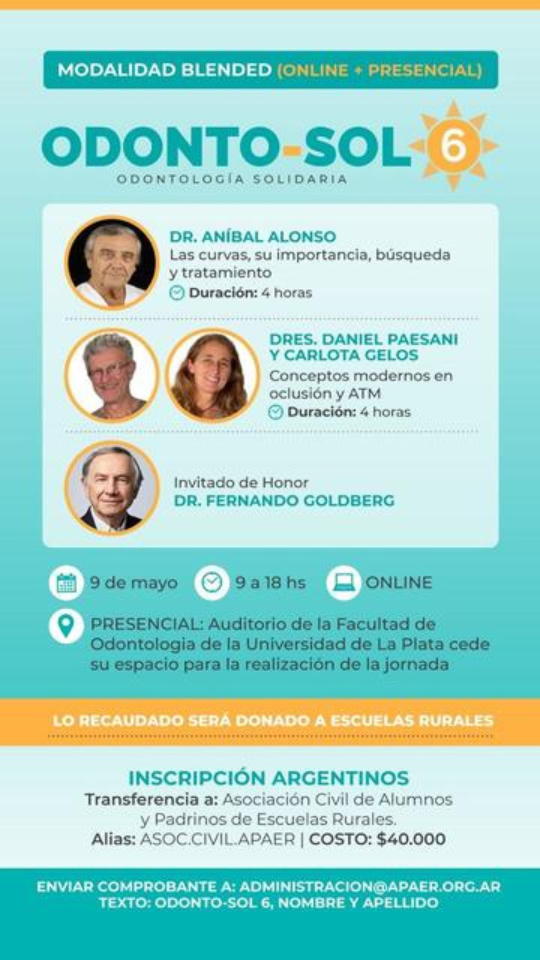 MODALIDAD BLENDED (ONLINE + PRESENCIAL)
ODONTO-SOL 6
ODONTOLOGÍA SOLIDARIA
DR. ANÍBAL ALONSO
Las curvas, su importancia, búsqueda
y tratamiento
Duración: 4 horas
DRES. DANIEL PAESANI
Y CARLOTA GELOS
Conceptos modernos en
oclusión y ATM
Duración: 4 horas
Invitado de Honor
DR. FERNANDO GOLDBERG
9 de mayo
9 a 18 hs
ONLINE
PRESENCIAL: Auditorio de la Facultad de
Odontologia de la Universidad de La Plata cede
su espacio para la realización de la jornada
LO RECAUDADO SERÁ DONADO A ESCUELAS RURALES
INSCRIPCIÓN ARGENTINOS
Transferencia a: Asociación Civil de Alumnos
y Padrinos de Escuelas Rurales.
Alias: ASOC.CIVIL.APAER | COSTO: $40.000
ENVIAR COMPROBANTE A: ADMINISTRACION@APAER.ORG.AR
TEXTO: ODONTO-SOL 6, NOMBRE Y APELLIDO